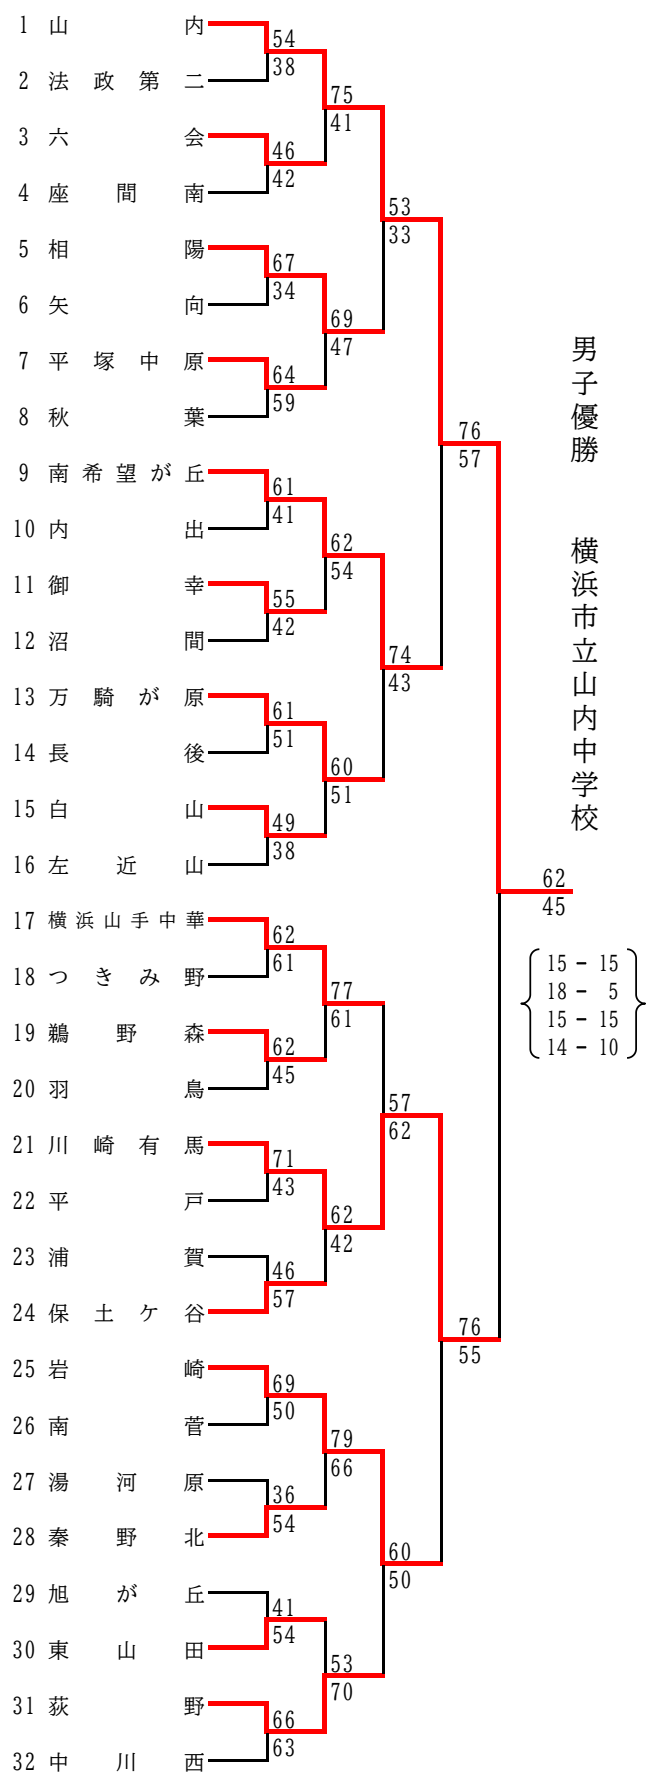 1 山内
54
38
2 法政第二
75
41
3 六会
46
42
4 座間南
53
33
5 相陽
67
34
6 矢向
69
47
7 平塚中原
64
59
8 秋葉
76
57
9 南希望が丘
61
41
10 内出
62
54
11 御幸
55
42
12 沼間
74
43
13 万騎が原
61
51
14 長後
60
51
15 白山
49
38
16 左近山
62
45
17 横浜山手中華
62
61
18 つきみ野
77
61
19 鵜野森
62
45
20 羽鳥
57
62
21 川崎有馬
71
43
22 平戸
62
42
23 浦賀
46
57
24 保土ケ谷
76
55
25 岩崎
69
50
26 南菅
79
66
27 湯河原
36
54
28 秦野北
60
50
29 旭が丘
41
54
30 東山田
53
70
31 荻野
66
63
32 中川西
男子優勝 横浜市立山内中学校
15 - 15
18 - 5
15 - 15
14 - 10